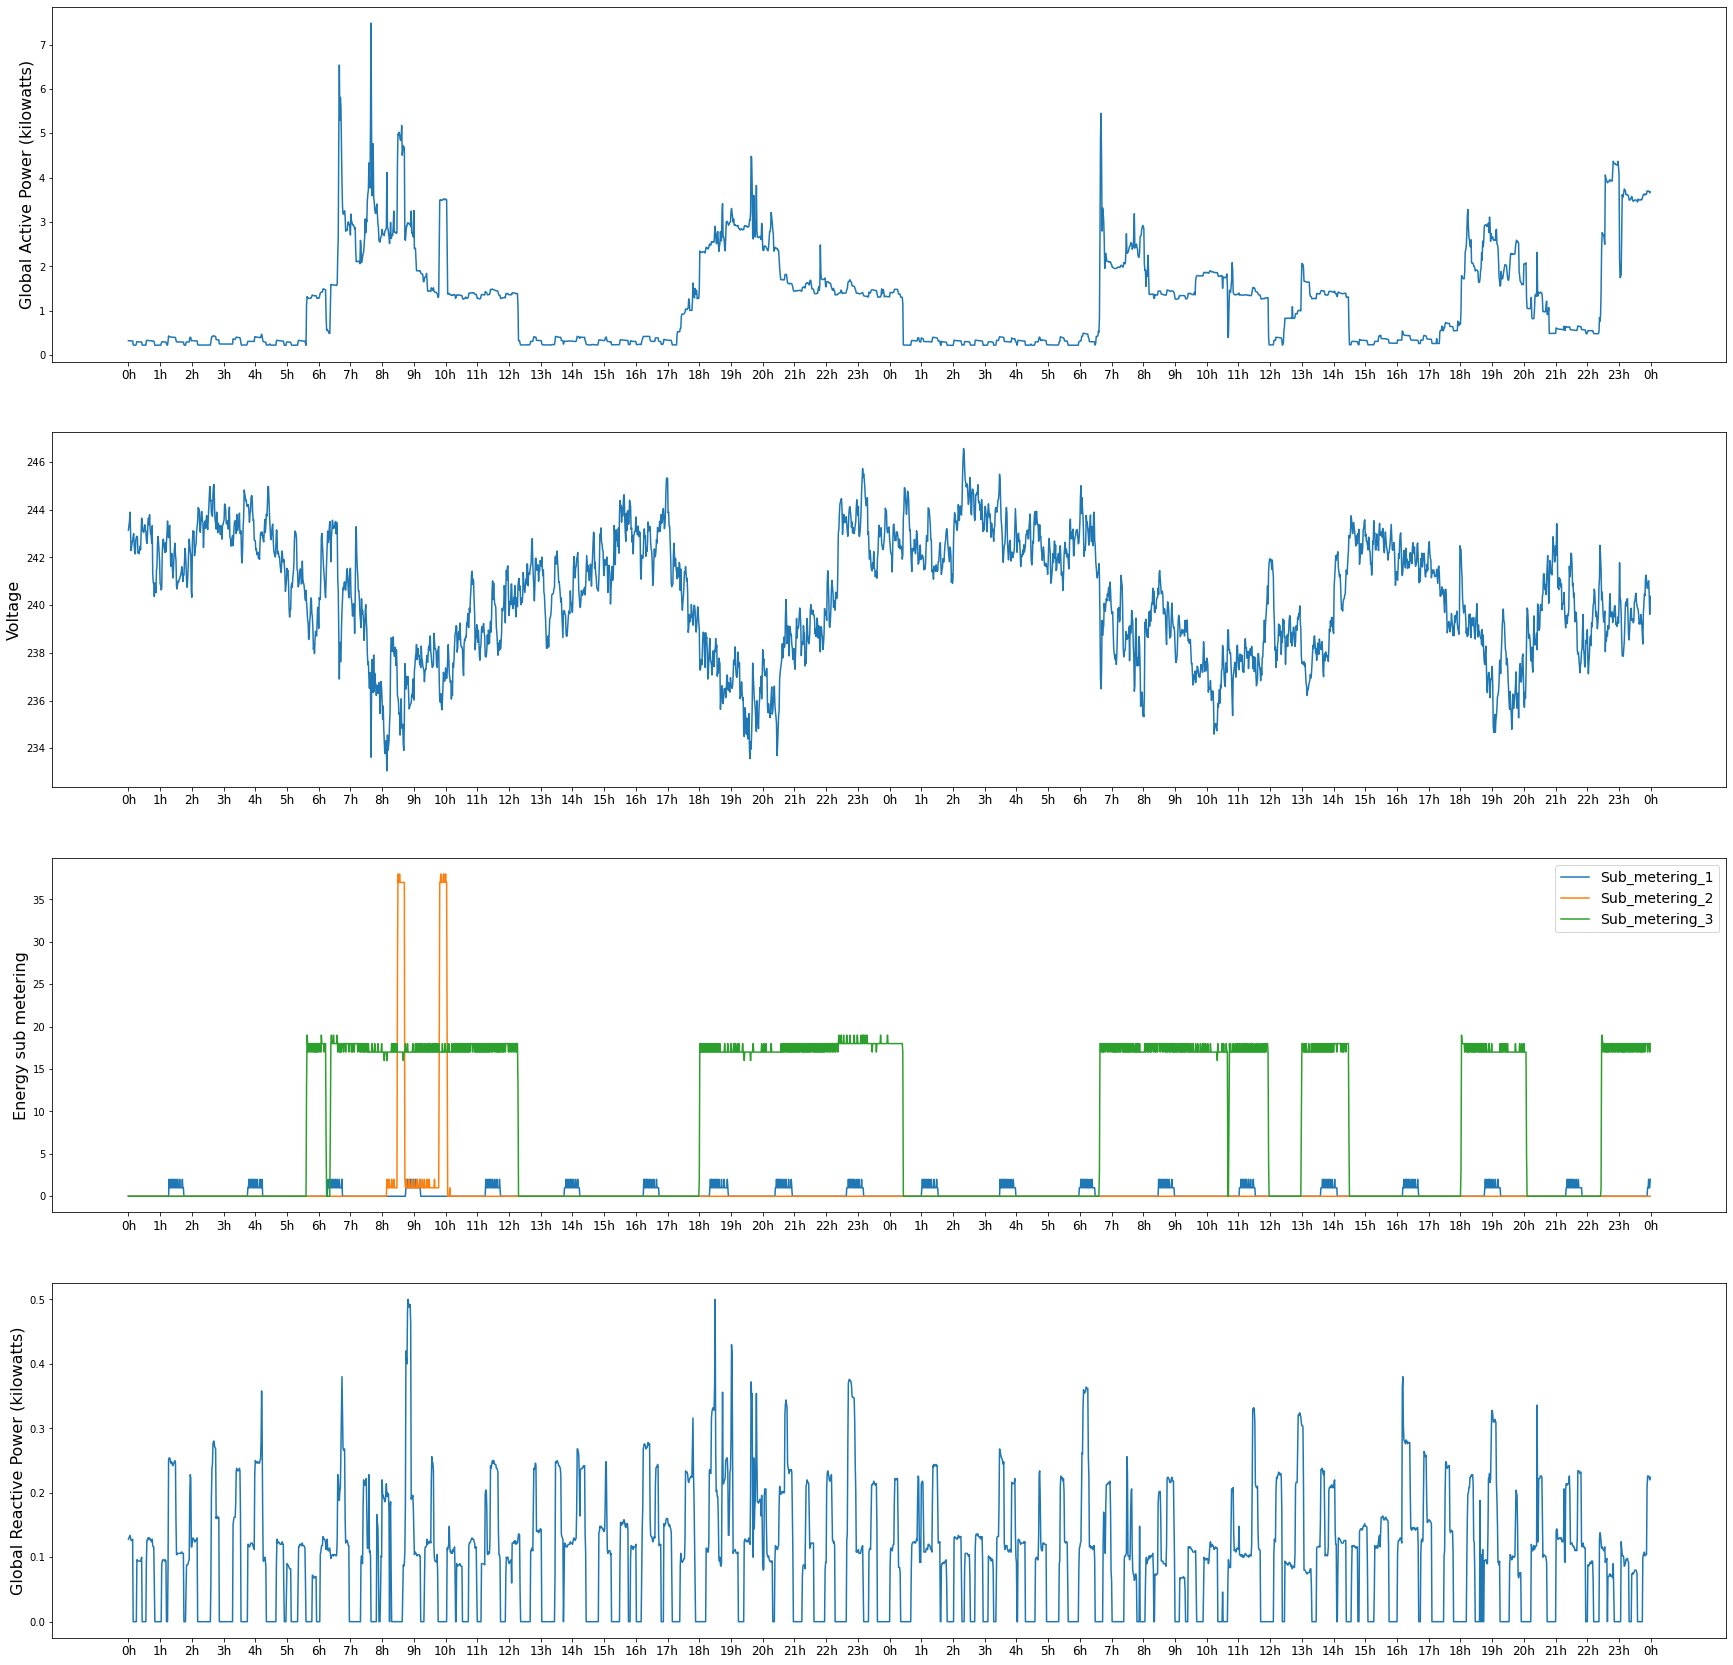 Global Active Power (kilowatts)
7
6
5
4
3
2
1
0
0h 1h 2h 3h 4h 5h 6h 7h 8h 9h 10h 11h 12h 13h 14h 15h 16h 17h 18h 19h 20h 21h 22h 23h 0h 1h 2h 3h 4h 5h 6h 7h 8h 9h 10h 11h 12h 13h 14h 15h 16h 17h 18h 19h 20h 21h 22h 23h 0h
Voltage
246
244
242
240
238
236
234
0h 1h 2h 3h 4h 5h 6h 7h 8h 9h 10h 11h 12h 13h 14h 15h 16h 17h 18h 19h 20h 21h 22h 23h 0h 1h 2h 3h 4h 5h 6h 7h 8h 9h 10h 11h 12h 13h 14h 15h 16h 17h 18h 19h 20h 21h 22h 23h 0h
Energy sub metering
35
30
25
20
15
10
5
0
Sub_metering_1
Sub_metering_2
Sub_metering_3
0h 1h 2h 3h 4h 5h 6h 7h 8h 9h 10h 11h 12h 13h 14h 15h 16h 17h 18h 19h 20h 21h 22h 23h 0h 1h 2h 3h 4h 5h 6h 7h 8h 9h 10h 11h 12h 13h 14h 15h 16h 17h 18h 19h 20h 21h 22h 23h 0h
Global Reactive Power (kilowatts)
0.5
0.4
0.3
0.2
0.1
0.0
0h 1h 2h 3h 4h 5h 6h 7h 8h 9h 10h 11h 12h 13h 14h 15h 16h 17h 18h 19h 20h 21h 22h 23h 0h 1h 2h 3h 4h 5h 6h 7h 8h 9h 10h 11h 12h 13h 14h 15h 16h 17h 18h 19h 20h 21h 22h 23h 0h